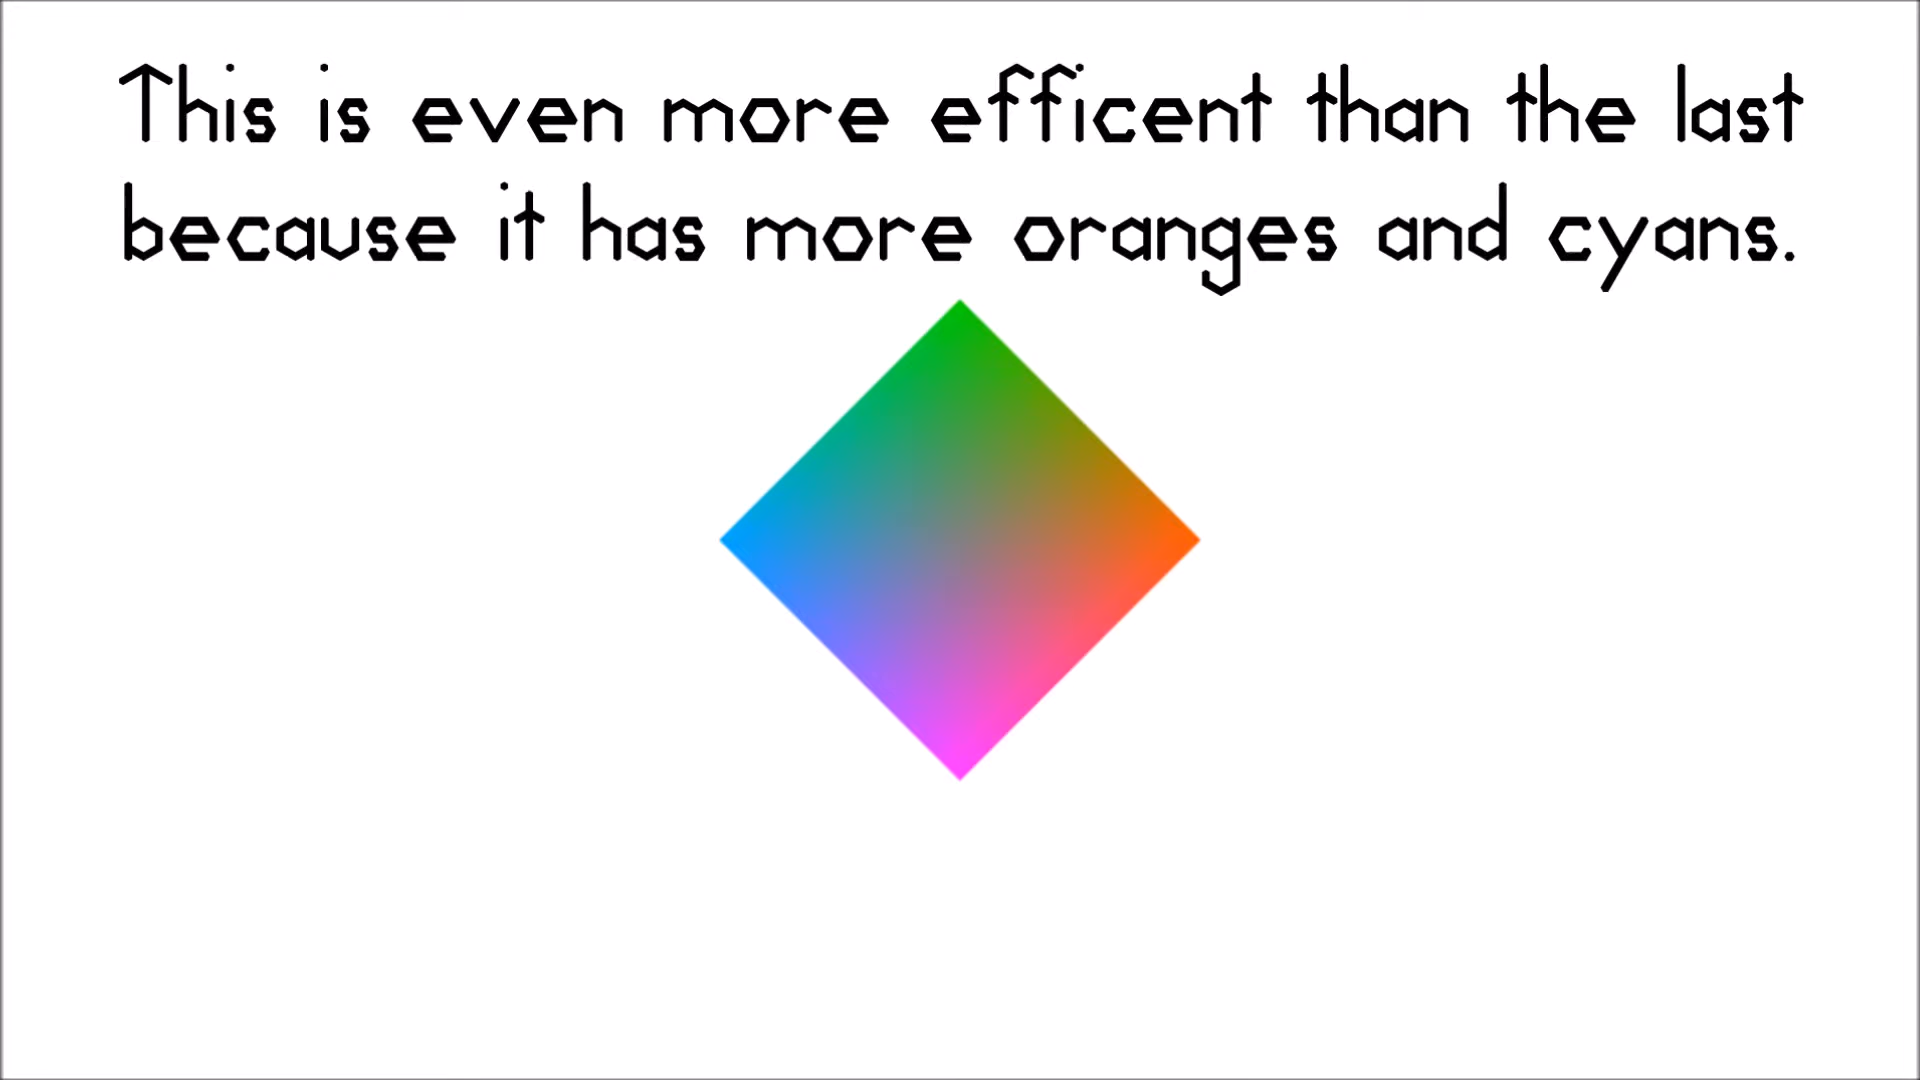 This is even more efficent than the last
because it has more oranges and cyans.